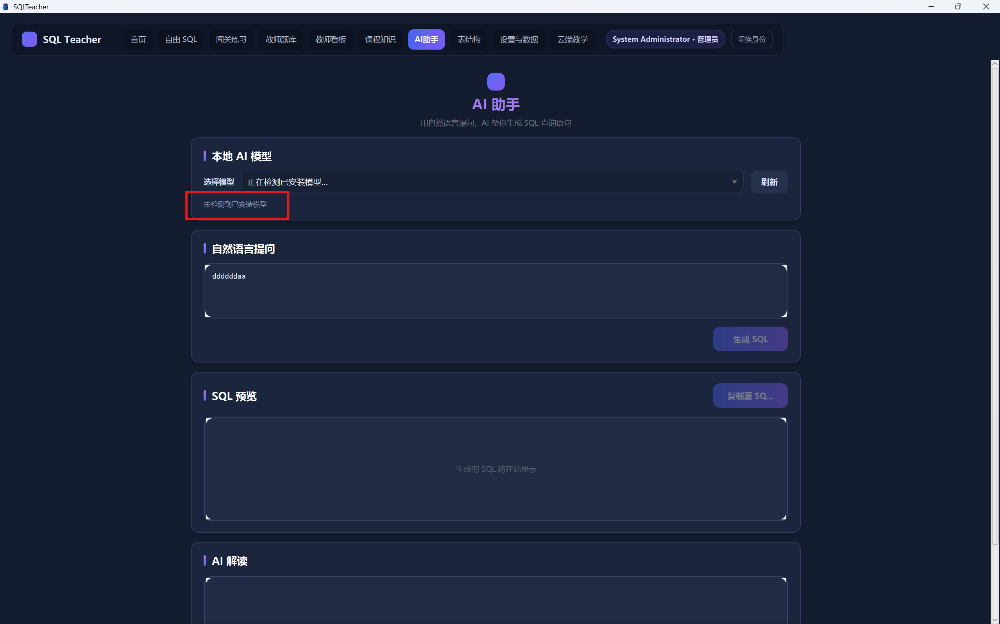 SQLTeacher
SQL Teacher 首页 自由 SQL 闯关练习 教师题库 教师看板 课程知识 AI助手 表结构 设置与数据 云端教学 System Administrator • 管理员 切换身份
AI 助手
用自然语言提问，AI 帮你生成 SQL 查询语句
本地 AI 模型
选择模型 正在检测已安装模型... 刷新
未检测到已安装模型
自然语言提问
ddddddaa
生成 SQL
SQL 预览 复制至 SQ...
生成的 SQL 将在此显示
AI 解读